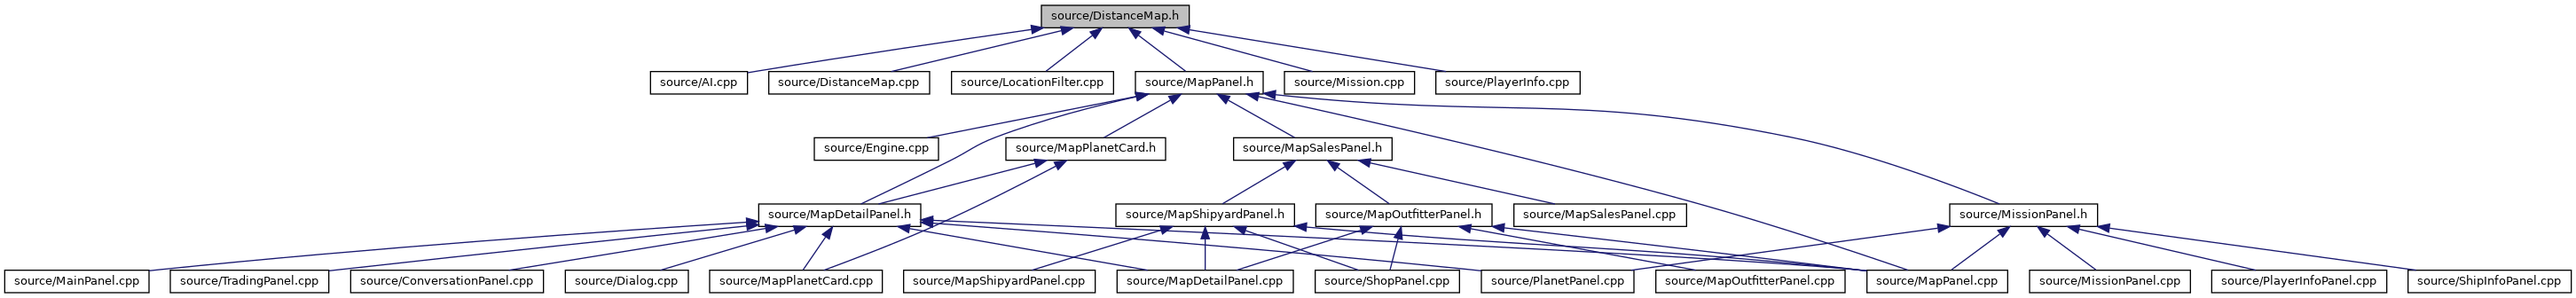 source/DistanceMap.h
source/AI.cpp
source/DistanceMap.cpp
source/LocationFilter.cpp
source/MapPanel.h
source/Mission.cpp
source/PlayerInfo.cpp
source/Engine.cpp
source/MapPlanetCard.h
source/MapSalesPanel.h
source/MapDetailPanel.h
source/MapShipyardPanel.h
source/MapOutfitterPanel.h
source/MapSalesPanel.cpp
source/MissionPanel.h
source/MainPanel.cpp
source/TradingPanel.cpp
source/ConversationPanel.cpp
source/Dialog.cpp
source/MapPlanetCard.cpp
source/MapShipyardPanel.cpp
source/MapDetailPanel.cpp
source/ShopPanel.cpp
source/PlanetPanel.cpp
source/MapOutfitterPanel.cpp
source/MapPanel.cpp
source/MissionPanel.cpp
source/PlayerInfoPanel.cpp
source/ShipInfoPanel.cpp